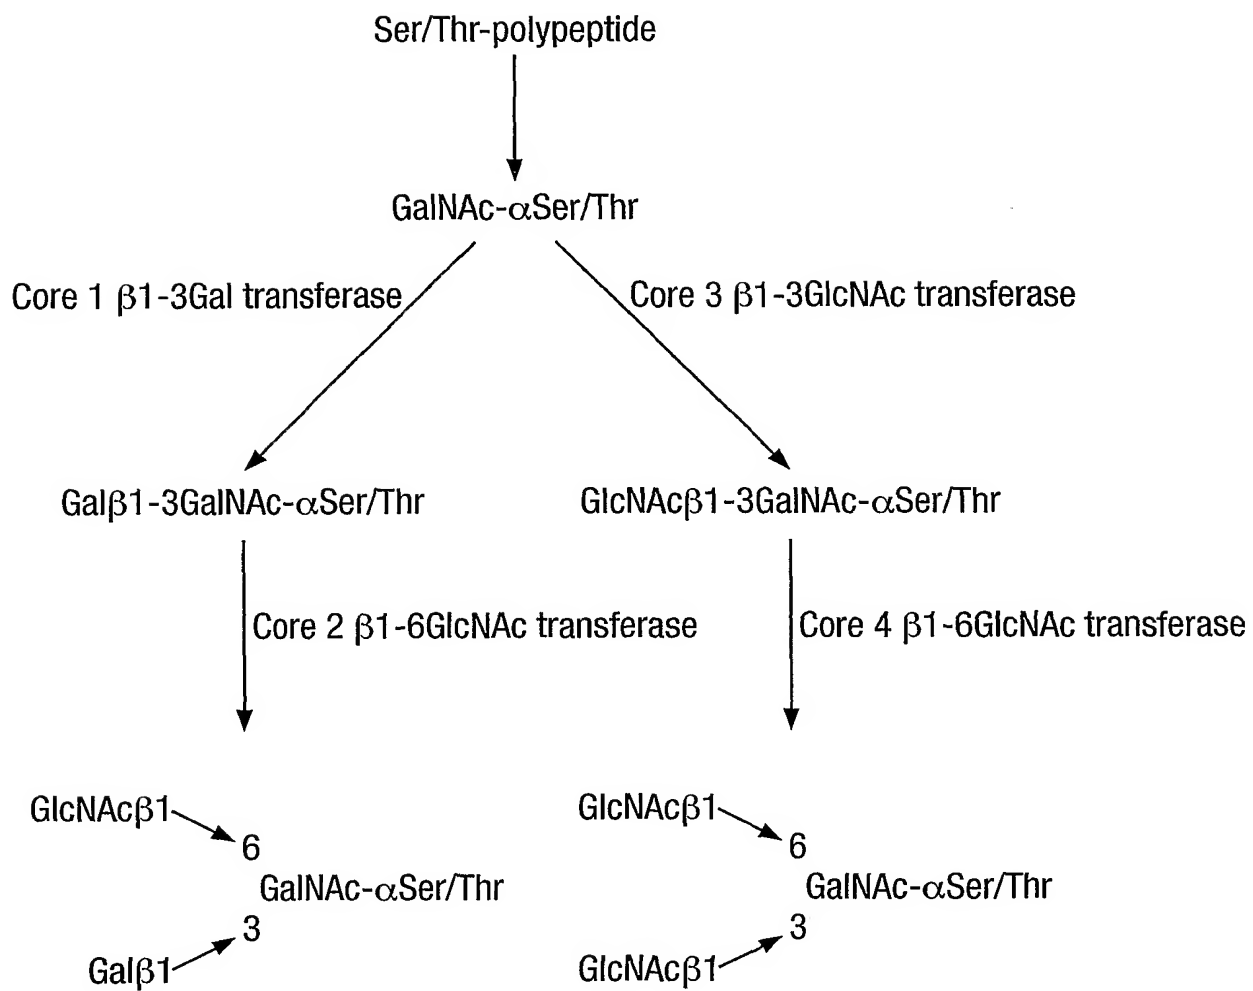 Ser/Thr-polypeptide
GalNAc-αSer/Thr
Core 1 β1-3Gal transferase
Core 3 β1-3GlcNAc transferase
Galβ1-3GalNAc-αSer/Thr
GlcNAcβ1-3GalNAc-αSer/Thr
Core 2 β1-6GlcNAc transferase
Core 4 β1-6GlcNAc transferase
GlcNAcβ1
6
GalNAc-αSer/Thr
3
Galβ1
GlcNAcβ1
6
GalNAc-αSer/Thr
3
GlcNAcβ1